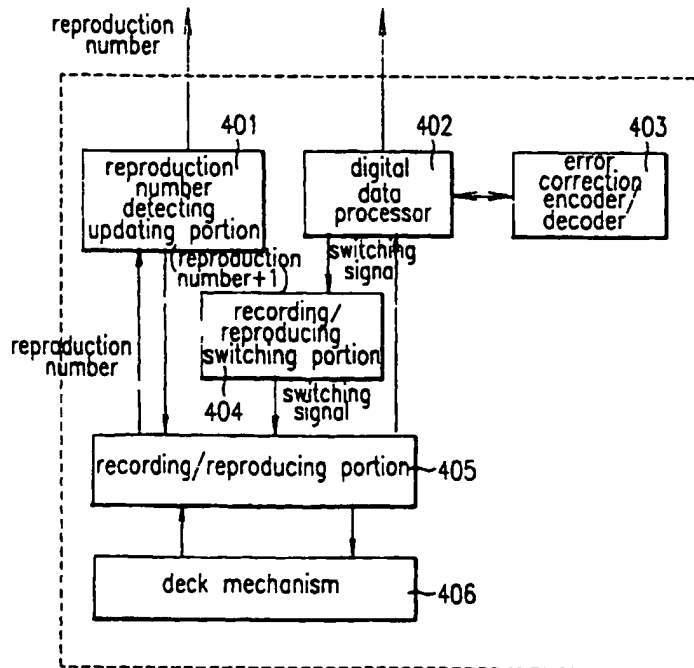 reproduction
number
401
reproduction
number
detecting
updating portion
402
digital
data
processor
403
error
correction
encoder/
decoder
(reproduction
number+1)
switching
signal
recording/
reproducing
switching portion
404
reproduction
number
switching
signal
recording/reproducing portion
405
deck mechanism
406